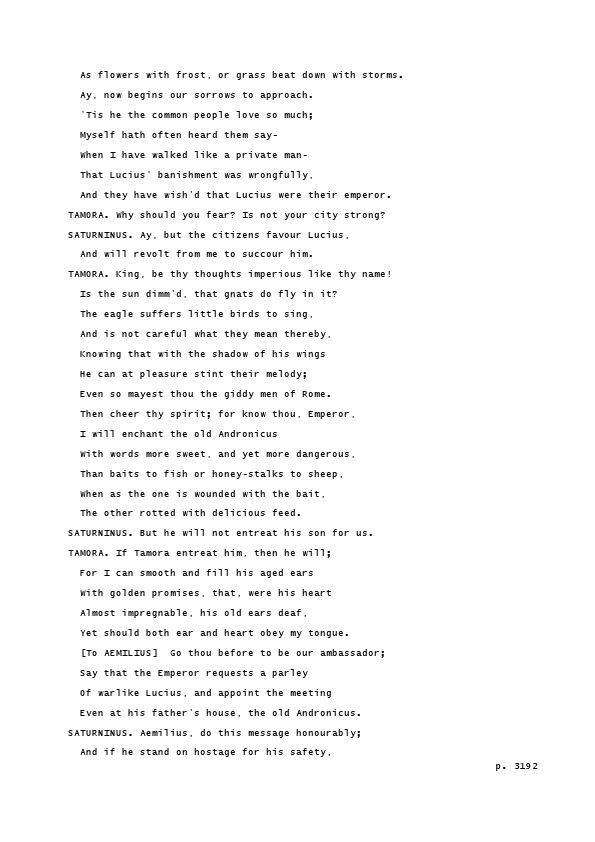 As flowers with frost, or grass beat down with storms.
Ay, now begins our sorrows to approach.
'Tis he the common people love so much;
Myself hath often heard them say-
When I have walked like a private man-
That Lucius' banishment was wrongfully,
And they have wish'd that Lucius were their emperor.
TAMORA. Why should you fear? Is not your city strong?
SATURNINUS. Ay, but the citizens favour Lucius,
And will revolt from me to succour him.
TAMORA. King, be thy thoughts imperious like thy name!
Is the sun dimm'd, that gnats do fly in it?
The eagle suffers little birds to sing,
And is not careful what they mean thereby,
Knowing that with the shadow of his wings
He can at pleasure stint their melody;
Even so mayest thou the giddy men of Rome.
Then cheer thy spirit; for know thou, Emperor,
I will enchant the old Andronicus
With words more sweet, and yet more dangerous,
Than baits to fish or honey-stalks to sheep,
When as the one is wounded with the bait,
The other rotted with delicious feed.
SATURNINUS. But he will not entreat his son for us.
TAMORA. If Tamora entreat him, then he will;
For I can smooth and fill his aged ears
With golden promises, that, were his heart
Almost impregnable, his old ears deaf,
Yet should both ear and heart obey my tongue.
[To AEMILIUS]  Go thou before to be our ambassador;
Say that the Emperor requests a parley
Of warlike Lucius, and appoint the meeting
Even at his father's house, the old Andronicus.
SATURNINUS. Aemilius, do this message honourably;
And if he stand on hostage for his safety,
p. 3192